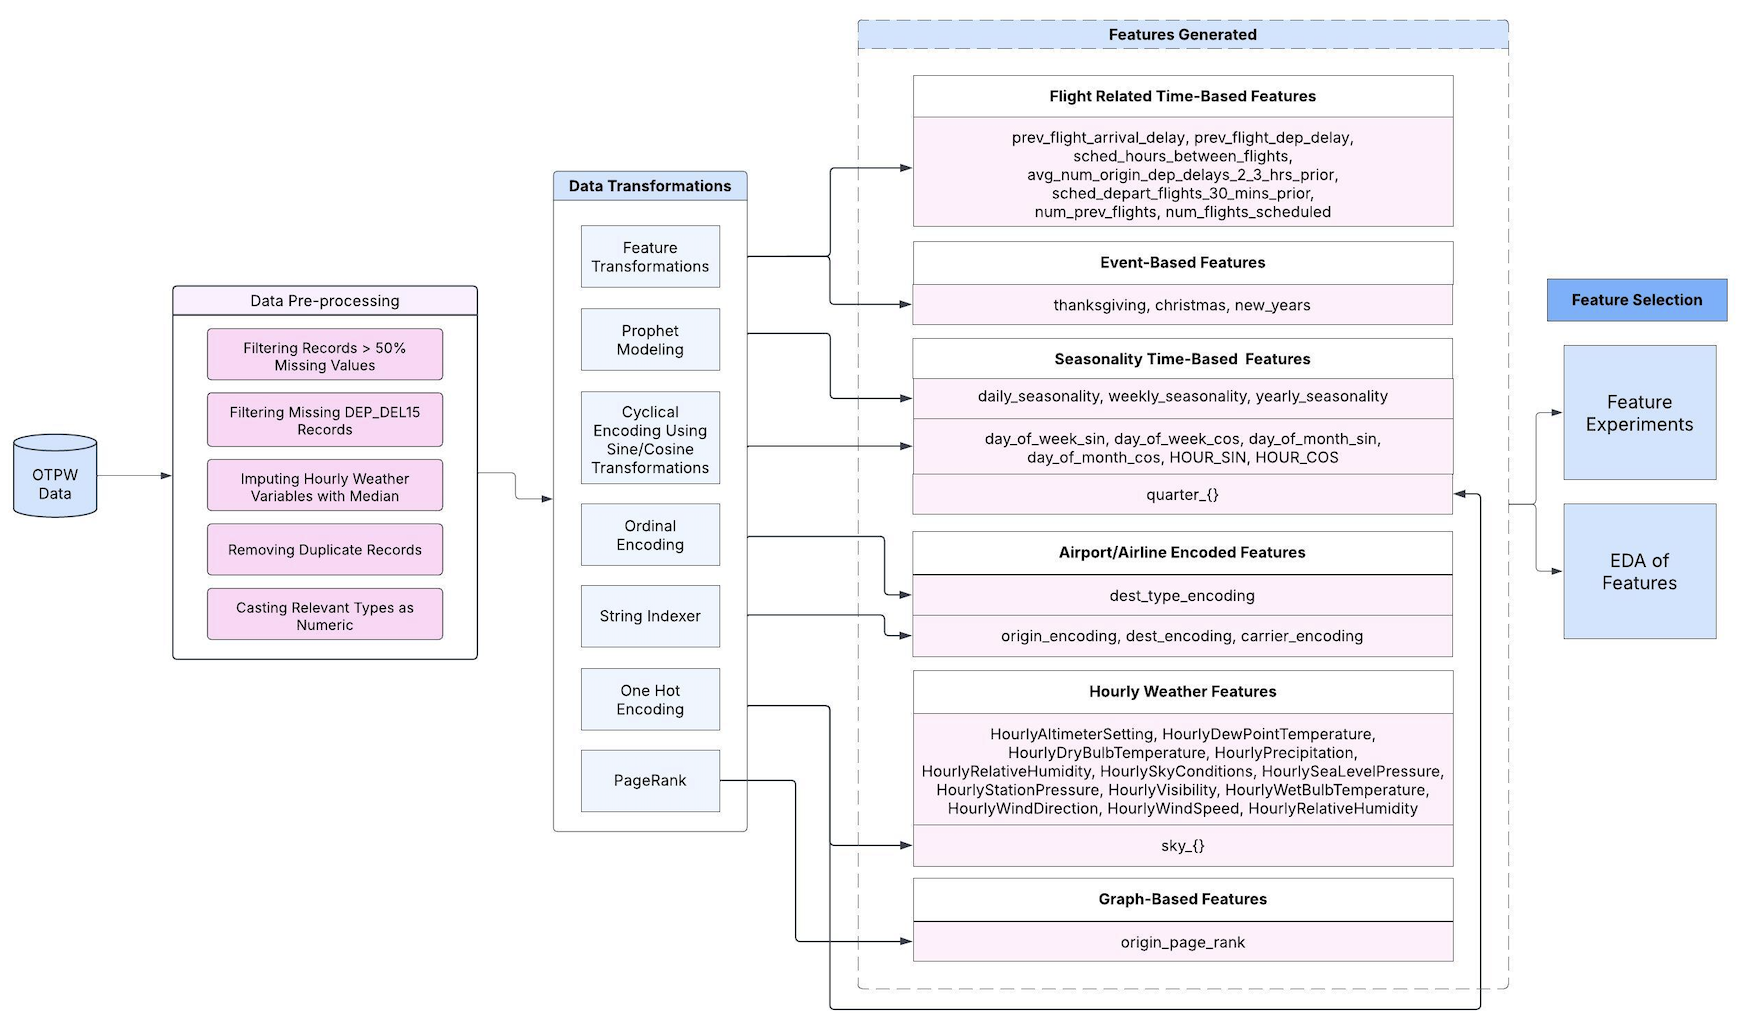 OTPW
Data
Data Pre-processing
Filtering Records > 50%
Missing Values
Filtering Missing DEP_DEL15
Records
Imputing Hourly Weather
Variables with Median
Removing Duplicate Records
Casting Relevant Types as
Numeric
Data Transformations
Feature
Transformations
Prophet
Modeling
Cyclical
Encoding Using
Sine/Cosine
Transformations
Ordinal
Encoding
String Indexer
One Hot
Encoding
PageRank
Features Generated
Flight Related Time-Based Features
prev_flight_arrival_delay, prev_flight_dep_delay,
sched_hours_between_flights,
avg_num_origin_dep_delays_2_3_hrs_prior,
sched_depart_flights_30_mins_prior,
num_prev_flights, num_flights_scheduled
Event-Based Features
thanksgiving, christmas, new_years
Seasonality Time-Based Features
daily_seasonality, weekly_seasonality, yearly_seasonality
day_of_week_sin, day_of_week_cos, day_of_month_sin,
day_of_month_cos, HOUR_SIN, HOUR_COS
quarter_{}
Airport/Airline Encoded Features
dest_type_encoding
origin_encoding, dest_encoding, carrier_encoding
Hourly Weather Features
HourlyAltimeterSetting, HourlyDewPointTemperature,
HourlyDryBulbTemperature, HourlyPrecipitation,
HourlyRelativeHumidity, HourlySkyConditions, HourlySeaLevelPressure,
HourlyStationPressure, HourlyVisibility, HourlyWetBulbTemperature,
HourlyWindDirection, HourlyWindSpeed, HourlyRelativeHumidity
sky_{}
Graph-Based Features
origin_page_rank
Feature Selection
Feature
Experiments
EDA of
Features